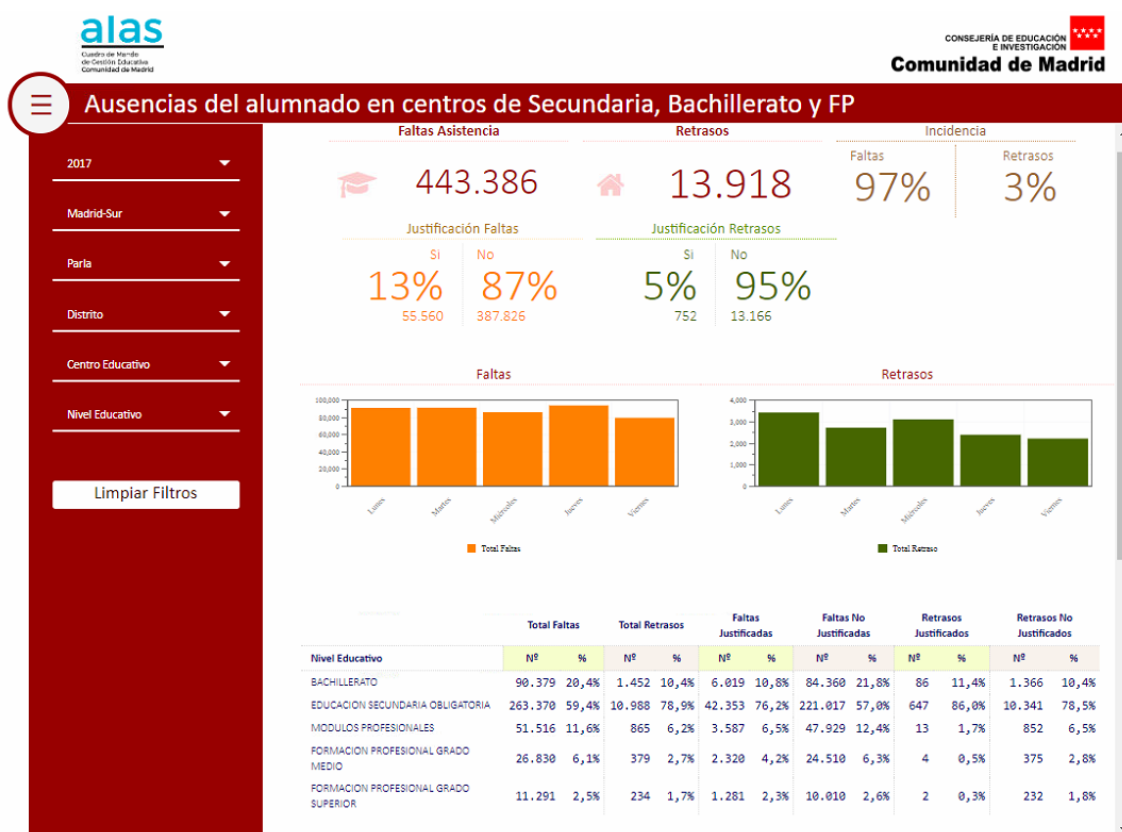 alas
Cuadro de Mando
de Gestión Educativa
Comunidad de Madrid
CONSEJERÍA DE EDUCACIÓN
E INVESTIGACIÓN
Comunidad de Madrid
Ausencias del alumnado en centros de Secundaria, Bachillerato y FP
2017
Madrid-Sur
Parla
Distrito
Centro Educativo
Nivel Educativo
Limpiar Filtros
Faltas Asistencia Retrasos Incidencia
Faltas Retrasos
443.386 13.918 97% 3%
Justificación Faltas Justificación Retrasos
Si No Si No
13% 87% 5% 95%
55.560 387.826 752 13.166
Faltas
100,000
80,000
60,000
40,000
20,000
0
Lunes Martes Miércoles Jueves Viernes
Total Faltas
Retrasos
4,000
3,000
2,000
1,000
0
Lunes Martes Miércoles Jueves Viernes
Total Retraso
Total Faltas Total Retrasos Faltas Justificadas Faltas No Justificadas Retrasos Justificados Retrasos No Justificados
Nivel Educativo Nº % Nº % Nº % Nº % Nº % Nº %
BACHILLERATO 90.379 20,4% 1.452 10,4% 6.019 10,8% 84.360 21,8% 86 11,4% 1.366 10,4%
EDUCACION SECUNDARIA OBLIGATORIA 263.370 59,4% 10.988 78,9% 42.353 76,2% 221.017 57,0% 647 86,0% 10.341 78,5%
MODULOS PROFESIONALES 51.516 11,6% 865 6,2% 3.587 6,5% 47.929 12,4% 13 1,7% 852 6,5%
FORMACION PROFESIONAL GRADO
MEDIO 26.830 6,1% 379 2,7% 2.320 4,2% 24.510 6,3% 4 0,5% 375 2,8%
FORMACION PROFESIONAL GRADO
SUPERIOR 11.291 2,5% 234 1,7% 1.281 2,3% 10.010 2,6% 2 0,3% 232 1,8%